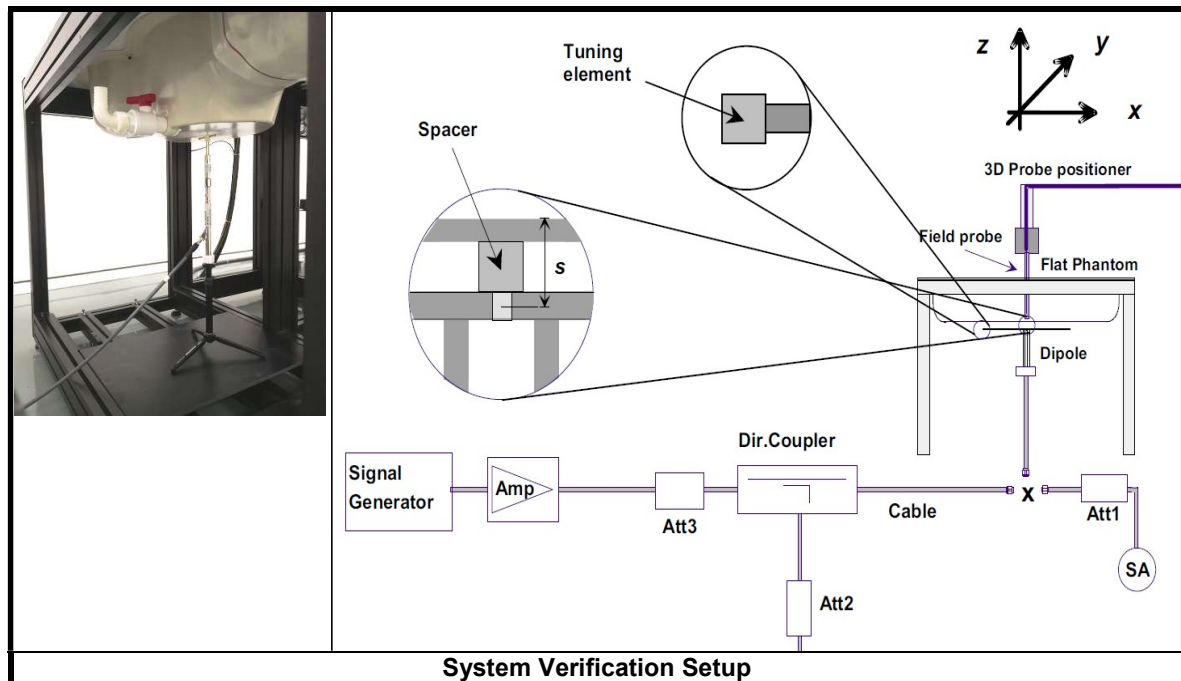 Tuning
element
z
y
x
Spacer
3D Probe positioner
s
Field probe
Flat Phantom
Dipole
Dir.Coupler
Signal
Generator
Amp
Att3
Cable
X
Att1
SA
Att2
System Verification Setup